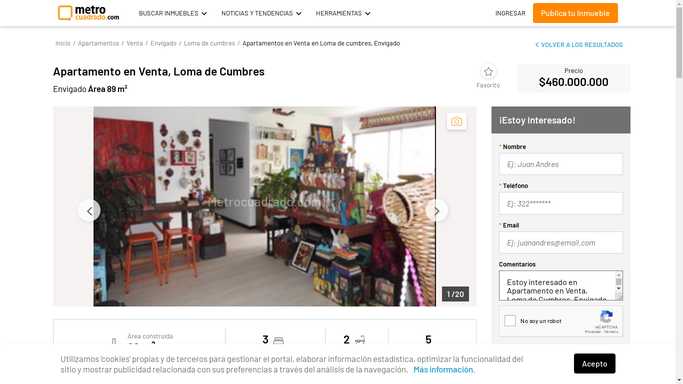 metro
cuadrado.com
BUSCAR INMUEBLES
NOTICIAS Y TENDENCIAS
HERRAMIENTAS
INGRESAR
Publica tu Inmueble
Inicio / Apartamentos / Venta / Envigado / Loma de cumbres / Apartamentos en Venta en Loma de cumbres, Envigado
VOLVER A LOS RESULTADOS
Apartamento en Venta, Loma de Cumbres
Envigado Área 89 m²
Favorito
Precio
$460.000.000
Metrocuadrado.com
1 / 20
¡Estoy Interesado!
* Nombre
Ej: Juan Andres
* Teléfono
Ej: 322*******
* Email
Ej: juanandres@email.com
Comentarios
Estoy interesado en
Apartamento en Venta,
Loma de Cumbres, Envigado
No soy un robot
reCAPTCHA
Privacidad - Términos
Área construida
3
2
5
Utilizamos 'cookies' propias y de terceros para gestionar el portal, elaborar información estadística, optimizar la funcionalidad del
sitio y mostrar publicidad relacionada con sus preferencias a través del análisis de la navegación. Más información.
Acepto